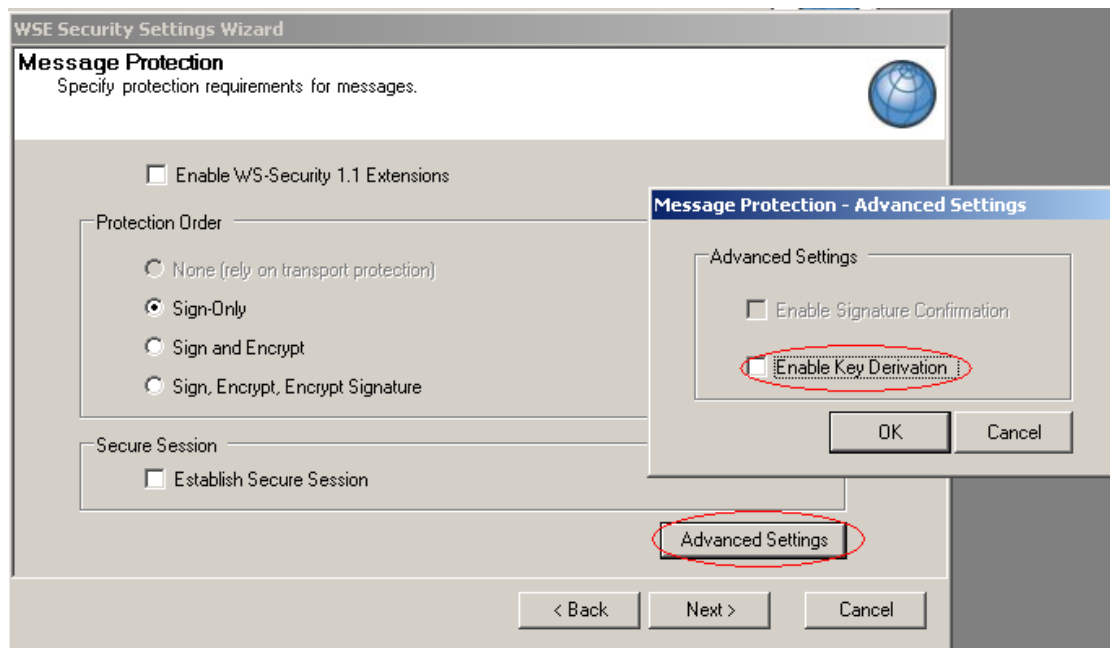 WSE Security Settings Wizard
Message Protection
Specify protection requirements for messages.
Enable WS-Security 1.1 Extensions
Protection Order
None (rely on transport protection)
Sign-Only
Sign and Encrypt
Sign, Encrypt, Encrypt Signature
Secure Session
Establish Secure Session
Advanced Settings
< Back
Next >
Cancel
Message Protection - Advanced Settings
Advanced Settings
Enable Signature Confirmation
Enable Key Derivation
OK
Cancel